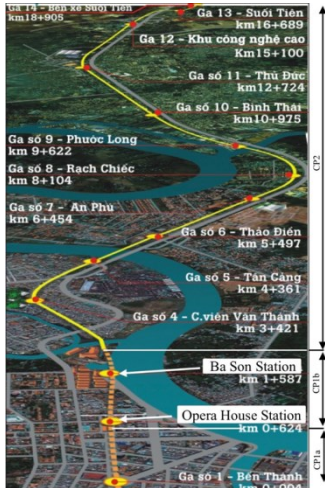 Ga 14 - Bến xe Suối Tiên
km18+905
Ga 13 - Suối Tiên
km16+689
Ga 12 - Khu công nghệ cao
Km15+100
Ga số 11 - Thủ Đức
km12+724
Ga số 10 - Bình Thái
km10+975
Ga số 9 - Phước Long
km 9+622
Ga số 8 - Rạch Chiếc
km 8+104
Ga số 7 - An Phú
km 6+454
Ga số 6 - Thảo Điền
km 5+497
Ga số 5 - Tân Cảng
km 4+361
Ga số 4 - C.viên Văn Thánh
km 3+421
Ba Son Station
km 1+587
Opera House Station
km 0+624
Ga số 1 - Bến Thành
CP2
CP1b
CP1a